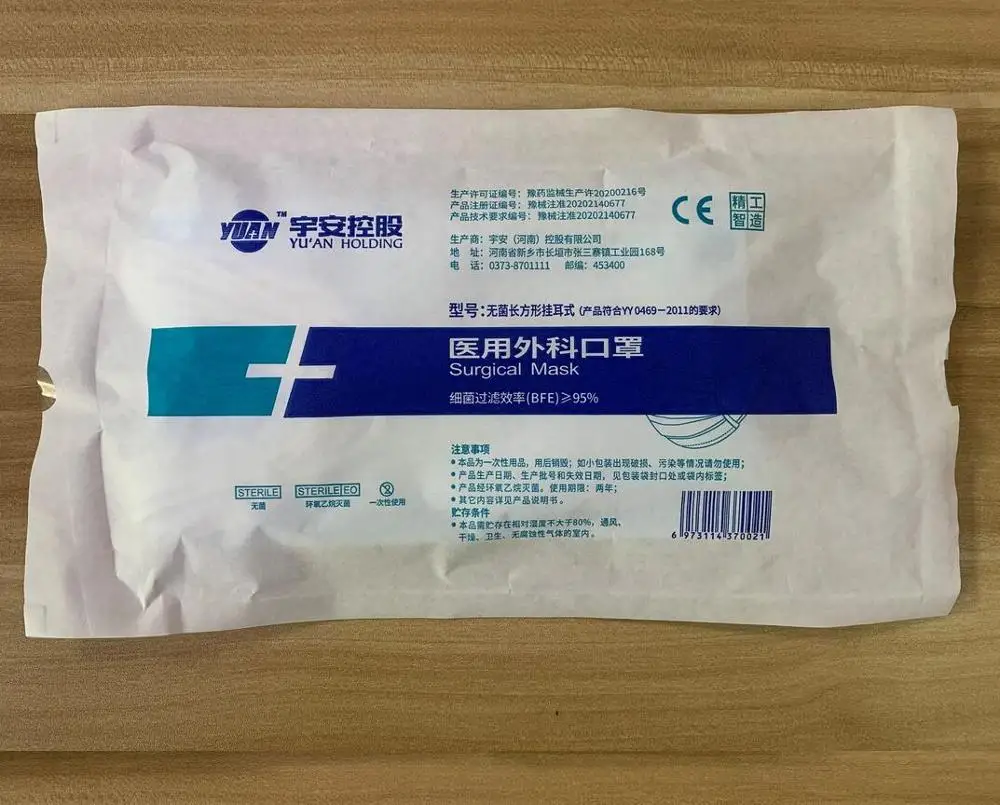 YUAN™ 宇安控股
YU'AN HOLDING
生产许可证编号：豫药监械生产许20200216号
产品注册证编号：豫械注准20202140677
产品技术要求编号：豫械注准20202140677
CE
精工
智造
生产商：宇安（河南）控股有限公司
地 址：河南省新乡市长垣市张三寨镇工业园168号
电 话：0373-8701111 邮编：453400
型号：无菌长方形挂耳式（产品符合YY0469-2011的要求）
医用外科口罩
Surgical Mask
细菌过滤效率(BFE)≥95%
注意事项
• 本品为一次性用品，用后销毁；如小包装出现破损、污染等情况请勿使用；
• 产品生产日期、生产批号和失效日期，见包装袋封口处或袋内标签；
• 产品经环氧乙烷灭菌。使用期限：两年；
• 其它内容详见产品说明书。
贮存条件
• 本品需贮存在相对湿度不大于80%，通风、
干燥、卫生、无腐蚀性气体的室内。
STERILE
无菌
STERILE EO
环氧乙烷灭菌
2
一次性使用
6 973114 370021